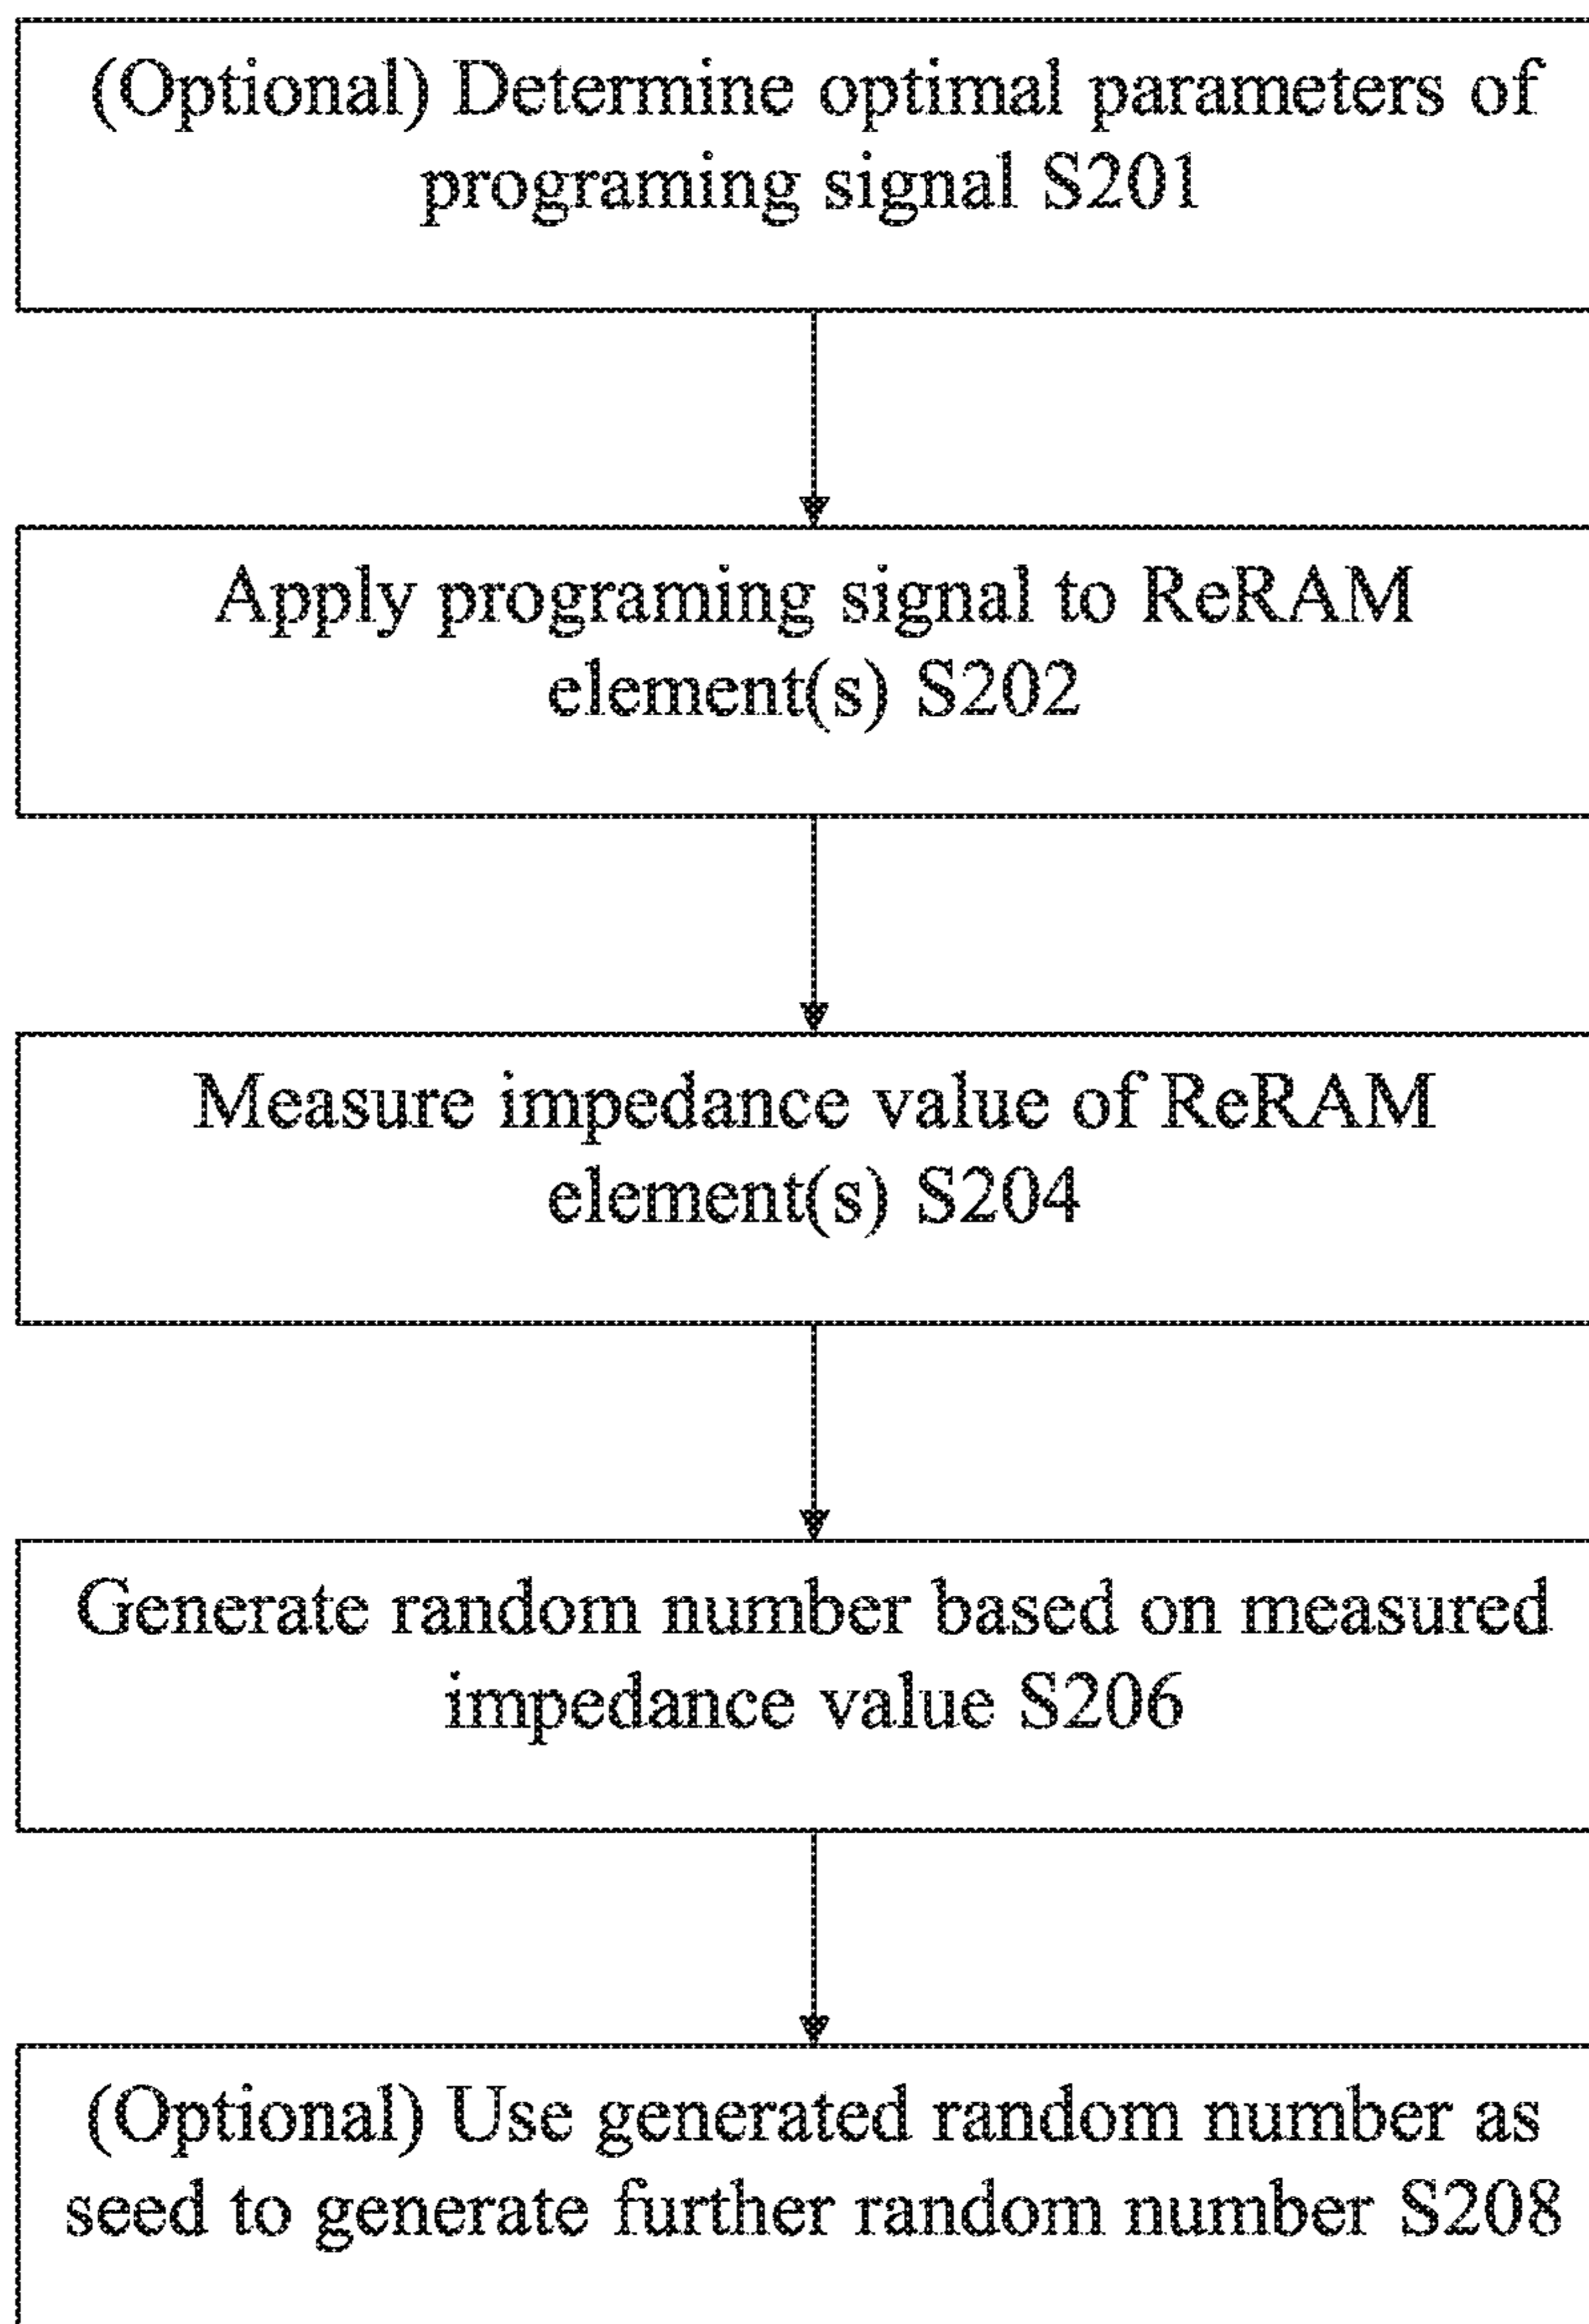 (Optional) Determine optimal parameters of
programing signal S201
Apply programing signal to ReRAM
element(s) S202
Measure impedance value of ReRAM
element(s) S204
Generate random number based on measured
impedance value S206
(Optional) Use generated random number as
seed to generate further random number S208